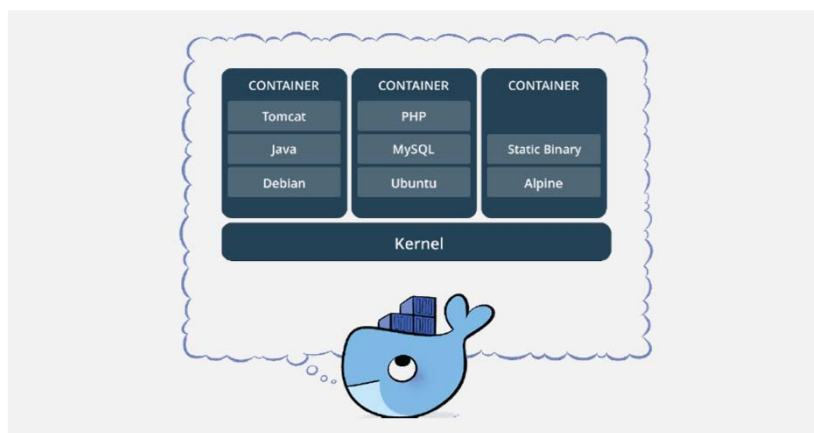 CONTAINER
Tomcat
Java
Debian
CONTAINER
PHP
MySQL
Ubuntu
CONTAINER
Static Binary
Alpine
Kernel